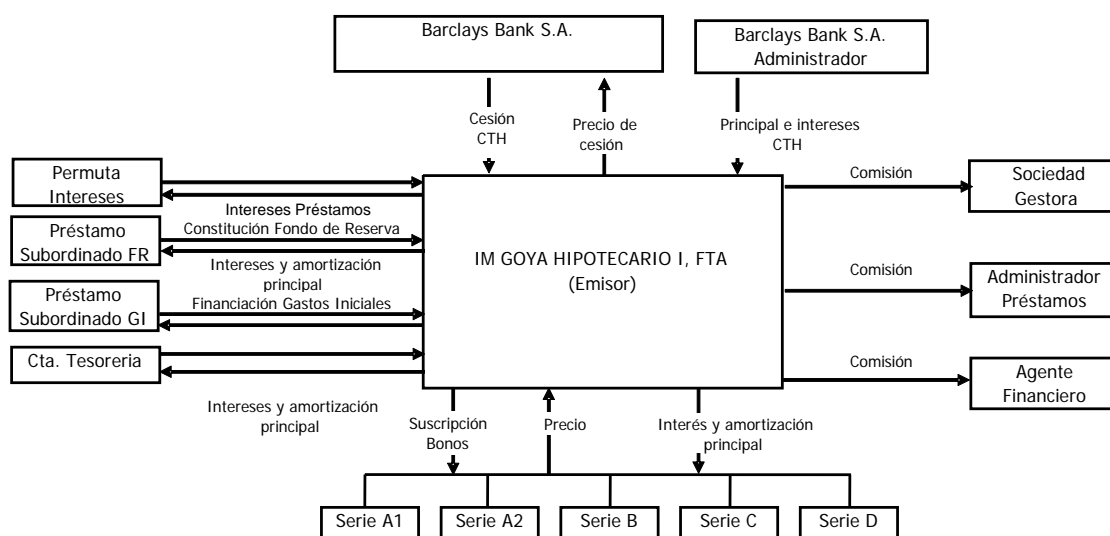 Barclays Bank S.A.
Barclays Bank S.A.
Administrador
Cesión
CTH
Precio de
cesión
Principal e intereses
CTH
Permuta
Intereses
Intereses Préstamos
Préstamo
Subordinado FR
Constitución Fondo de Reserva
Intereses y amortización
principal
Préstamo
Subordinado GI
Financiación Gastos Iniciales
Cta. Tesoreria
Intereses y amortización
principal
IM GOYA HIPOTECARIO I, FTA
(Emisor)
Comisión
Sociedad
Gestora
Comisión
Administrador
Préstamos
Comisión
Agente
Financiero
Suscripción
Bonos
Precio
Interés y amortización
principal
Serie A1
Serie A2
Serie B
Serie C
Serie D